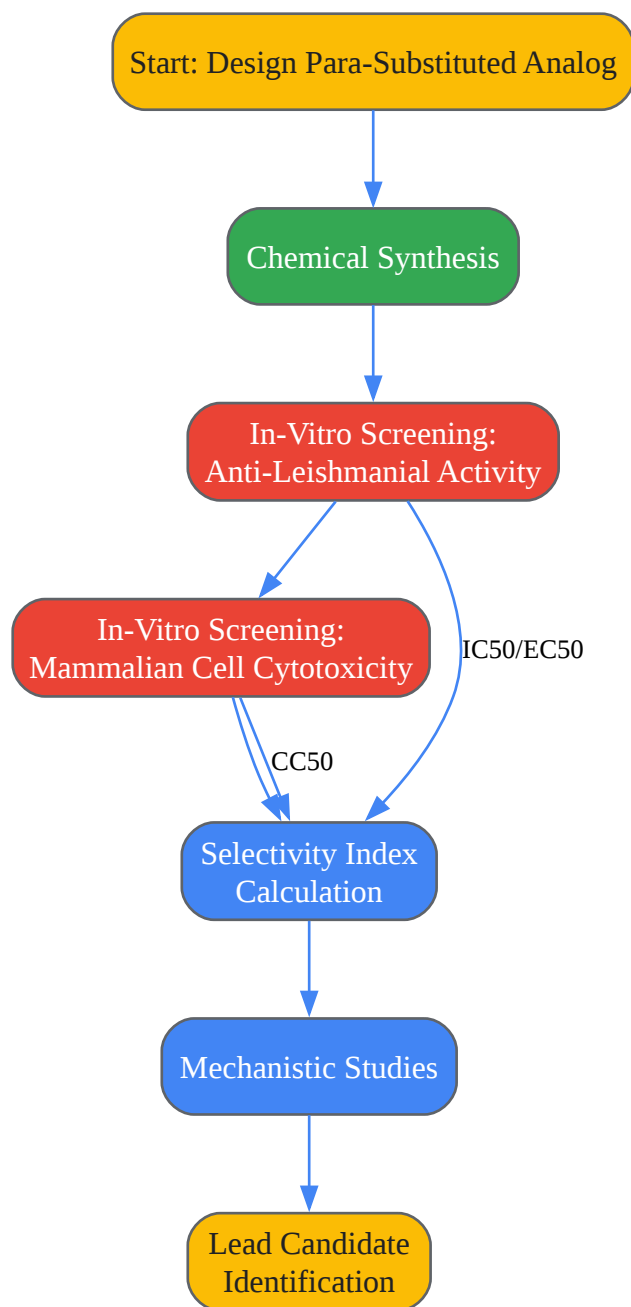 Start: Design Para-Substituted Analog
Chemical Synthesis
In-Vitro Screening:
Anti-Leishmanial Activity
In-Vitro Screening:
Mammalian Cell Cytotoxicity
IC50/EC50
CC50
Selectivity Index
Calculation
Mechanistic Studies
Lead Candidate
Identification